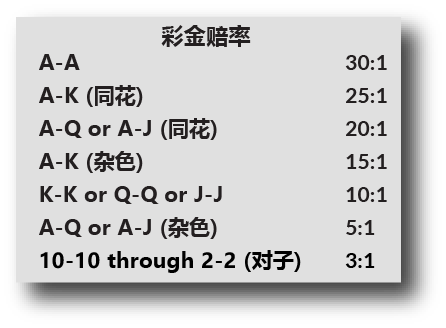 彩金赔率
A-A 30:1
A-K (同花) 25:1
A-Q or A-J (同花) 20:1
A-K (杂色) 15:1
K-K or Q-Q or J-J 10:1
A-Q or A-J (杂色) 5:1
10-10 through 2-2 (对子) 3:1